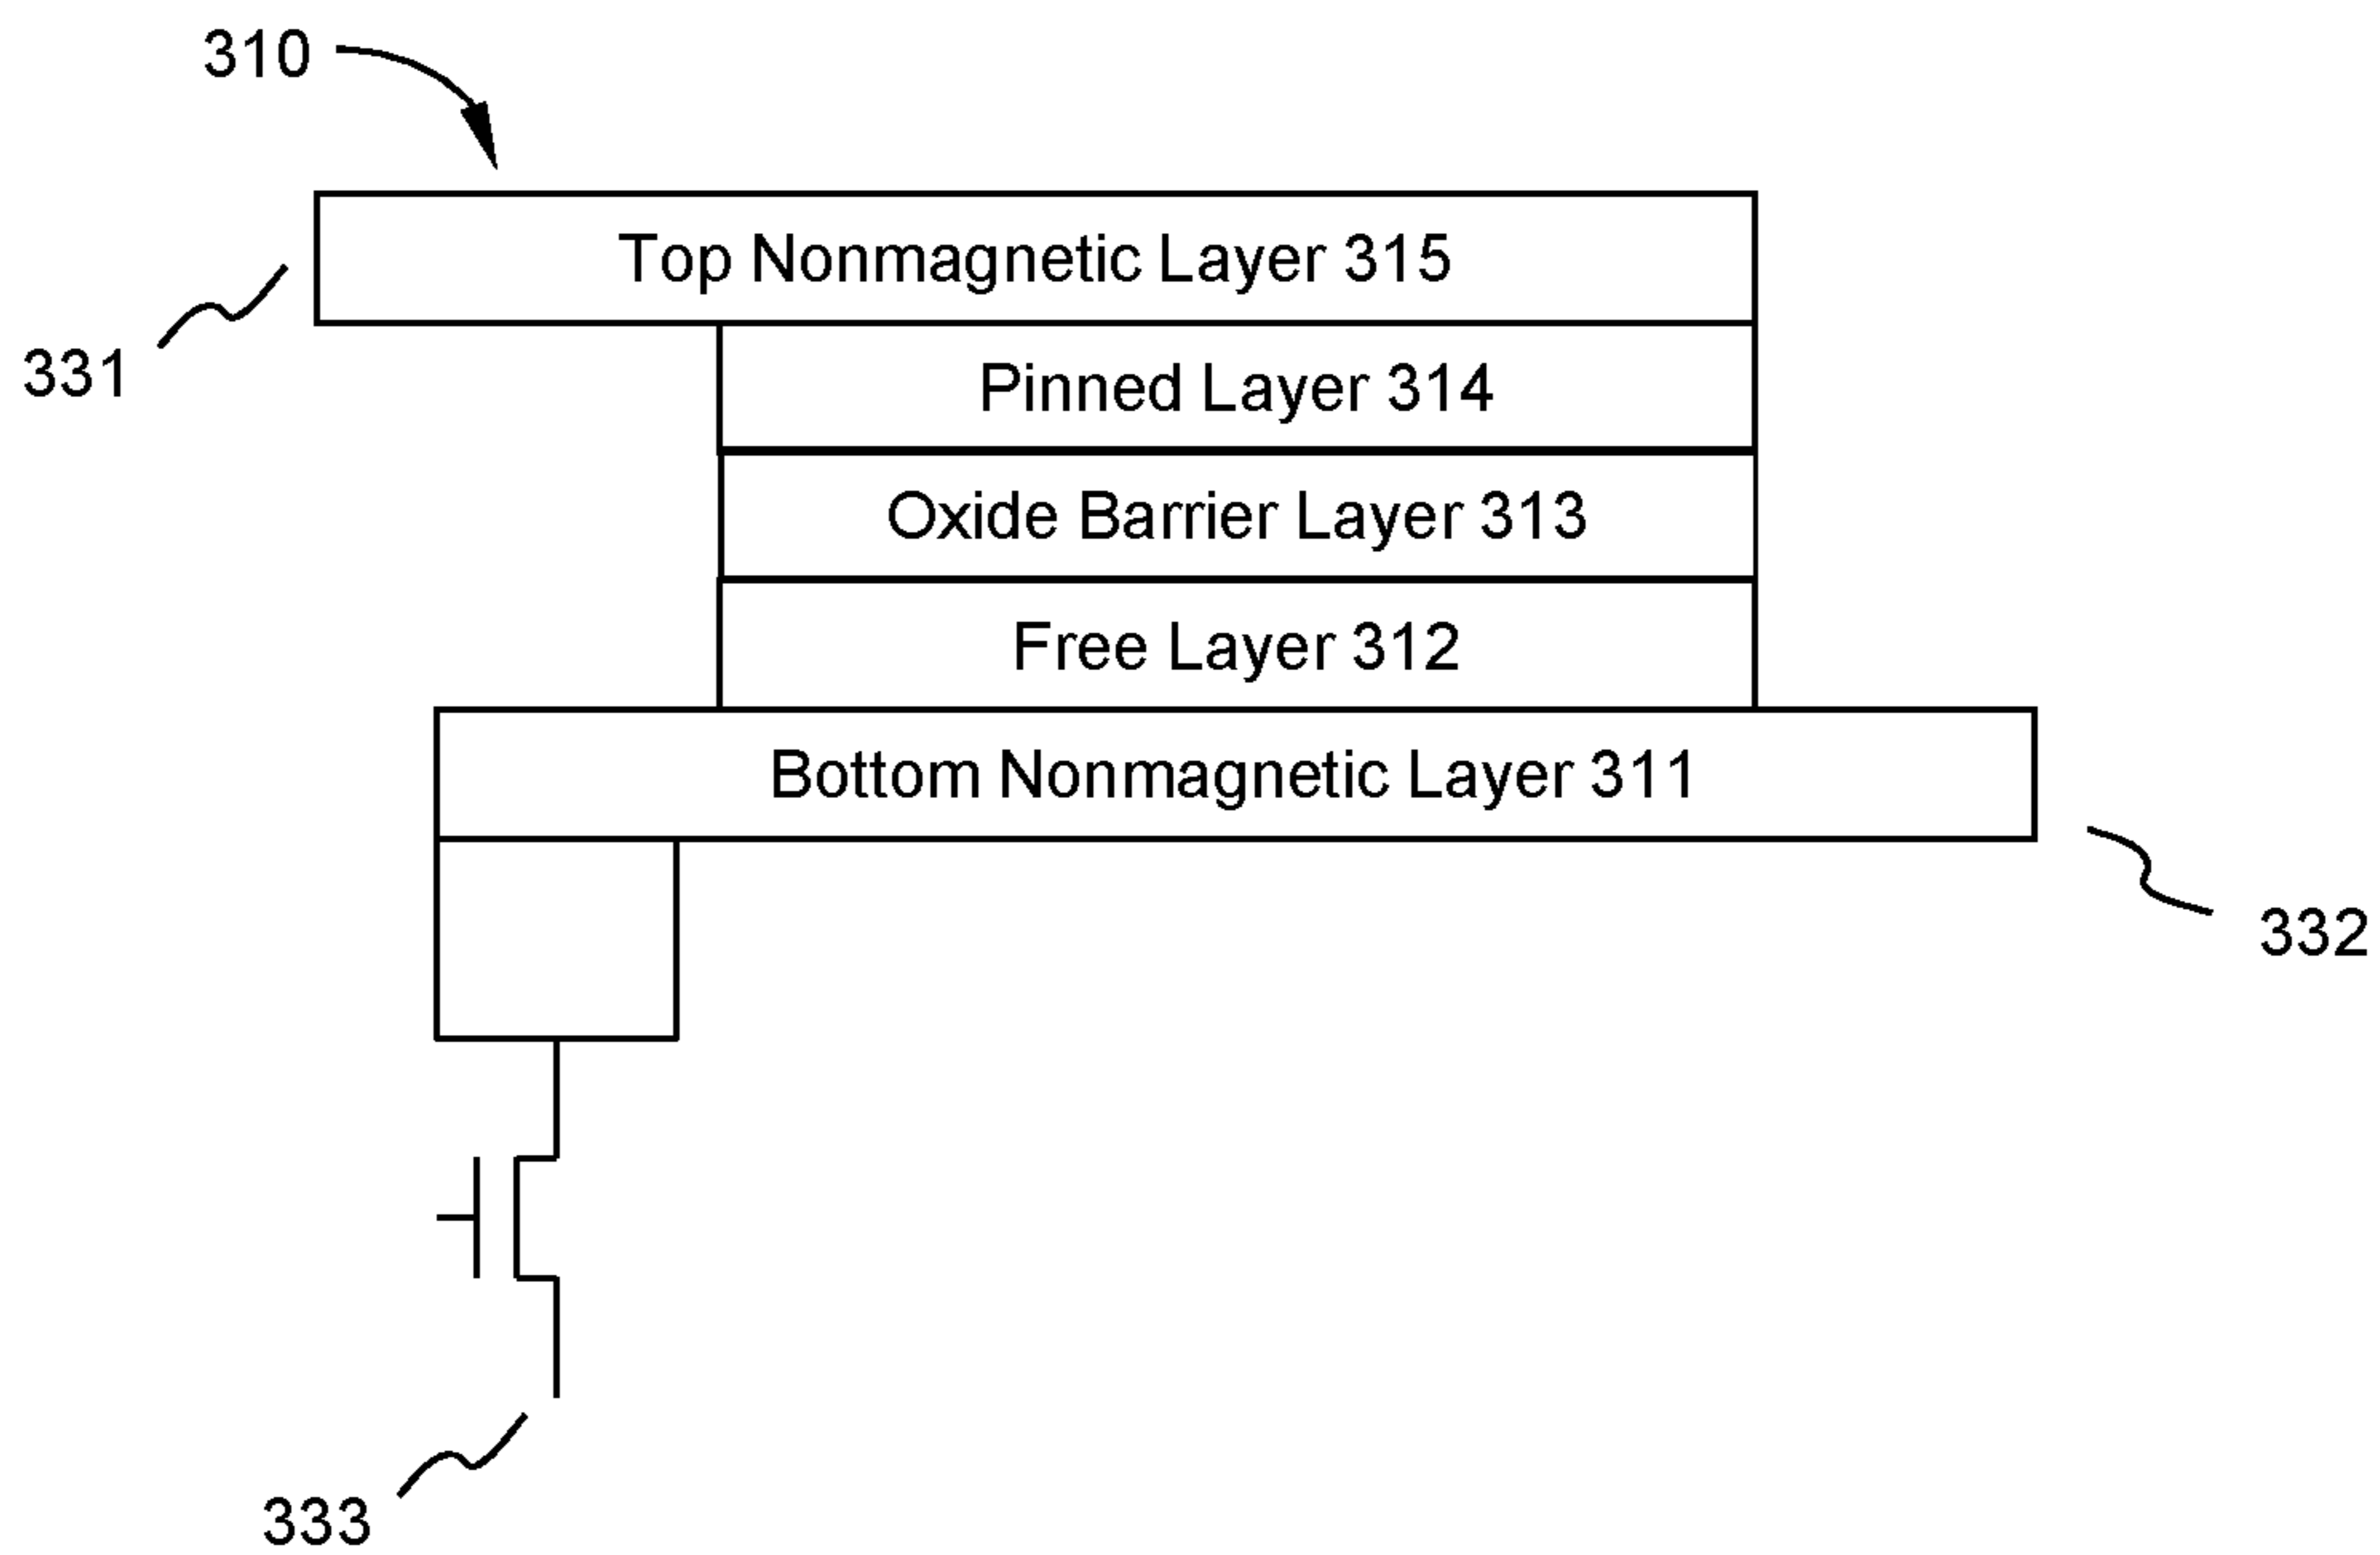 310
Top Nonmagnetic Layer 315
331
Pinned Layer 314
Oxide Barrier Layer 313
Free Layer 312
Bottom Nonmagnetic Layer 311
332
333